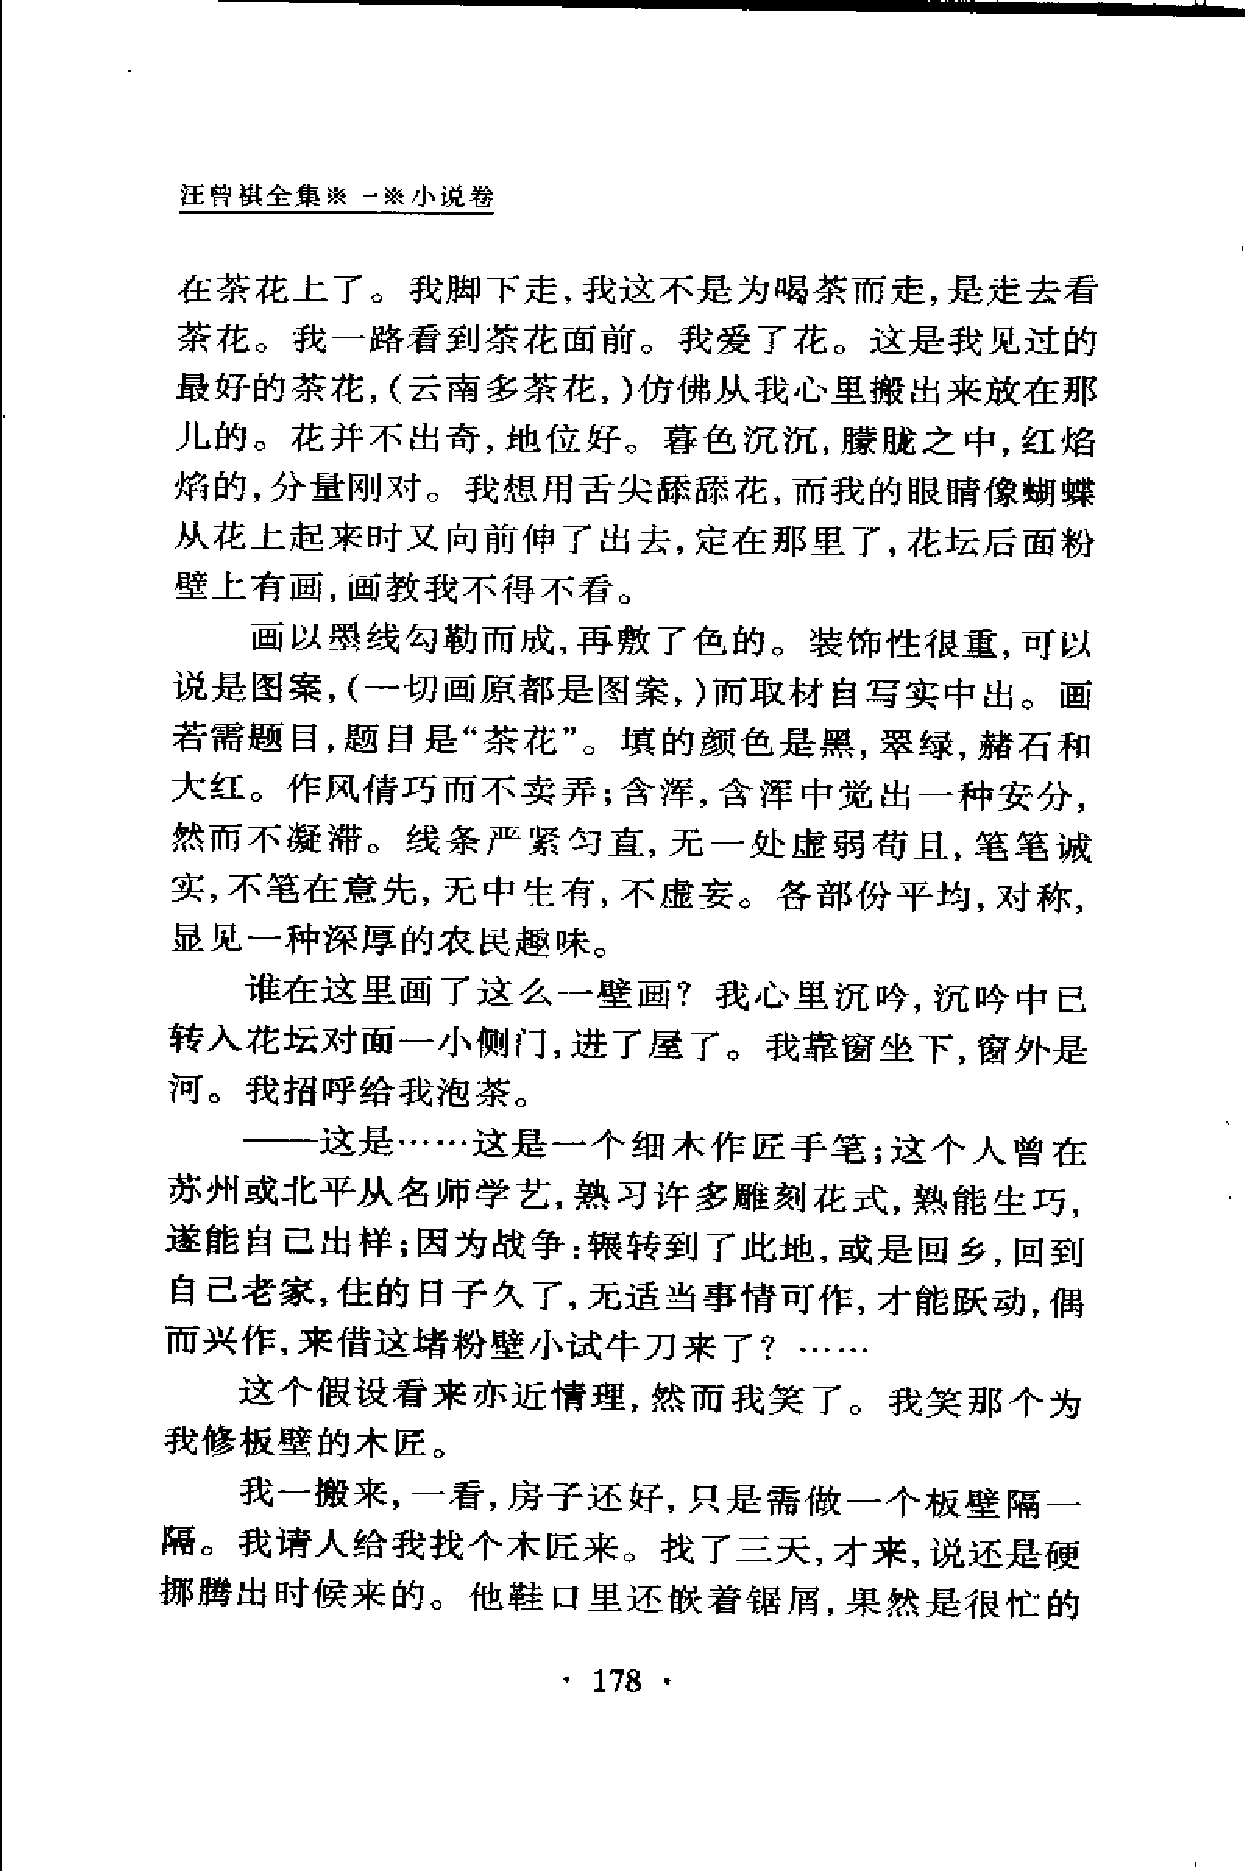 汪曾祺全集※一※小说卷
在茶花上了。我脚下走,我这不是为喝茶而走,是走去看
茶花。我一路看到茶花面前。我爱了花。这是我见过的
最好的茶花,(云南多茶花,)仿佛从我心里搬出来放在那
儿的。花并不出奇,地位好。暮色沉沉,朦胧之中,红焰
焰的,分量刚对。我想用舌尖舔舔花,而我的眼睛像蝴蝶
从花上起来时又向前伸了出去,定在那里了,花坛后面粉
壁上有画,画教我不得不看。
画以墨线勾勒而成,再敷了色的。装饰性很重,可以
说是图案,(一切画原都是图案,)而取材自写实中出。画
若需题目,题目是“茶花”。填的颜色是黑,翠绿,赭石和
大红。作风倩巧而不卖弄;含浑,含浑中觉出一种安分,
然而不凝滞。线条严紧匀直,无一处虚弱苟且,笔笔诚
实,不笔在意先,无中生有,不虚妄。各部份平均,对称,
显见一种深厚的农民趣味。
谁在这里画了这么一壁画?我心里沉吟,沉吟中已
转入花坛对面一小侧门,进了屋了。我靠窗坐下,窗外是
河。我招呼给我泡茶。
——这是……这是一个细木作匠手笔;这个人曾在
苏州或北平从名师学艺,熟习许多雕刻花式,熟能生巧,
遂能自己出样;因为战争:辗转到了此地,或是回乡,回到
自己老家,住的日子久了,无适当事情可作,才能跃动,偶
而兴作,来借这堵粉壁小试牛刀来了?……
这个假设看来亦近情理,然而我笑了。我笑那个为
我修板壁的木匠。
我一搬来,一看,房子还好,只是需做一个板壁隔一
隔。我请人给我找个木匠来。找了三天,才来,说还是硬
挪腾出时候来的。他鞋口里还嵌着锯屑,果然是很忙的
·178·